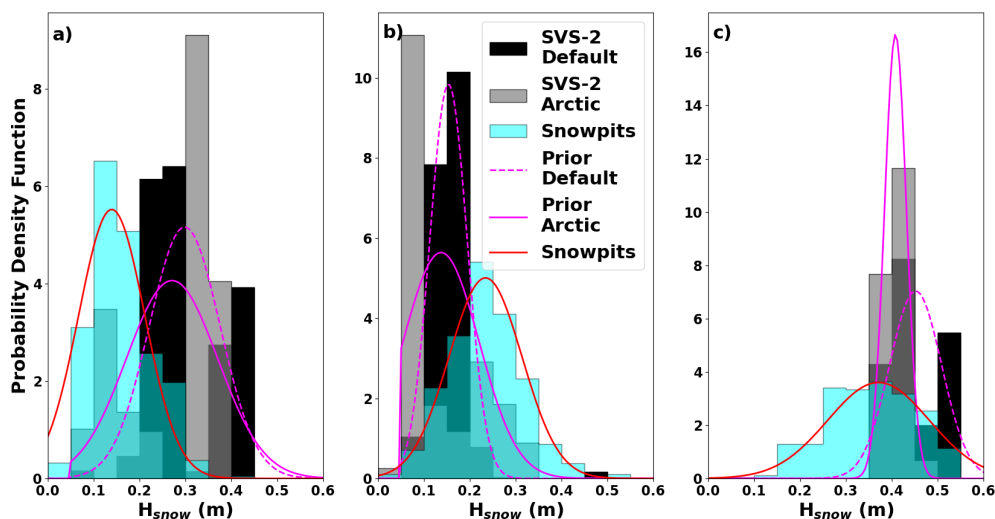 a)
b)
c)
SVS-2
Default
SVS-2
Arctic
Snowpits
Prior
Default
Prior
Arctic
Snowpits
Probability Density Function
0
2
4
6
8
0
2
4
6
8
10
0
2
4
6
8
10
12
14
16
0.0 0.1 0.2 0.3 0.4 0.5 0.6
0.0 0.1 0.2 0.3 0.4 0.5 0.6
0.0 0.1 0.2 0.3 0.4 0.5 0.6
Hsnow (m)
Hsnow (m)
Hsnow (m)